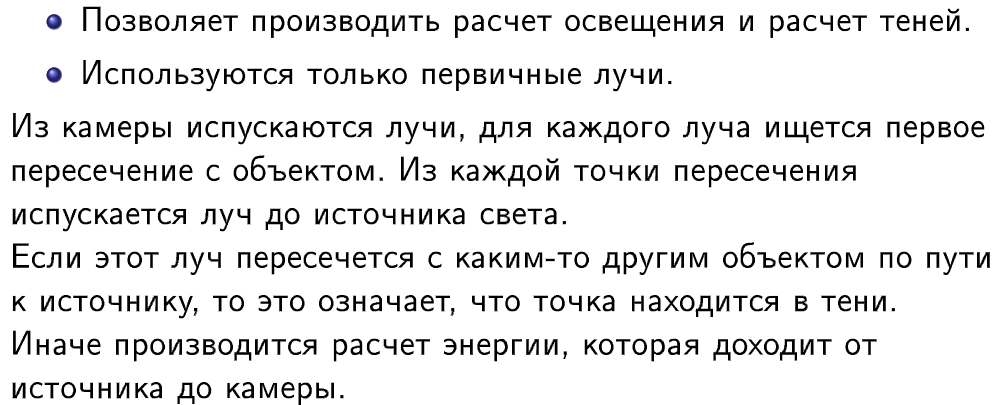 Позволяет производить расчет освещения и расчет теней.
Используются только первичные лучи.
Из камеры испускаются лучи, для каждого луча ищется первое
пересечение с объектом. Из каждой точки пересечения
испускается луч до источника света.
Если этот луч пересечется с каким-то другим объектом по пути
к источнику, то это означает, что точка находится в тени.
Иначе производится расчет энергии, которая доходит от
источника до камеры.